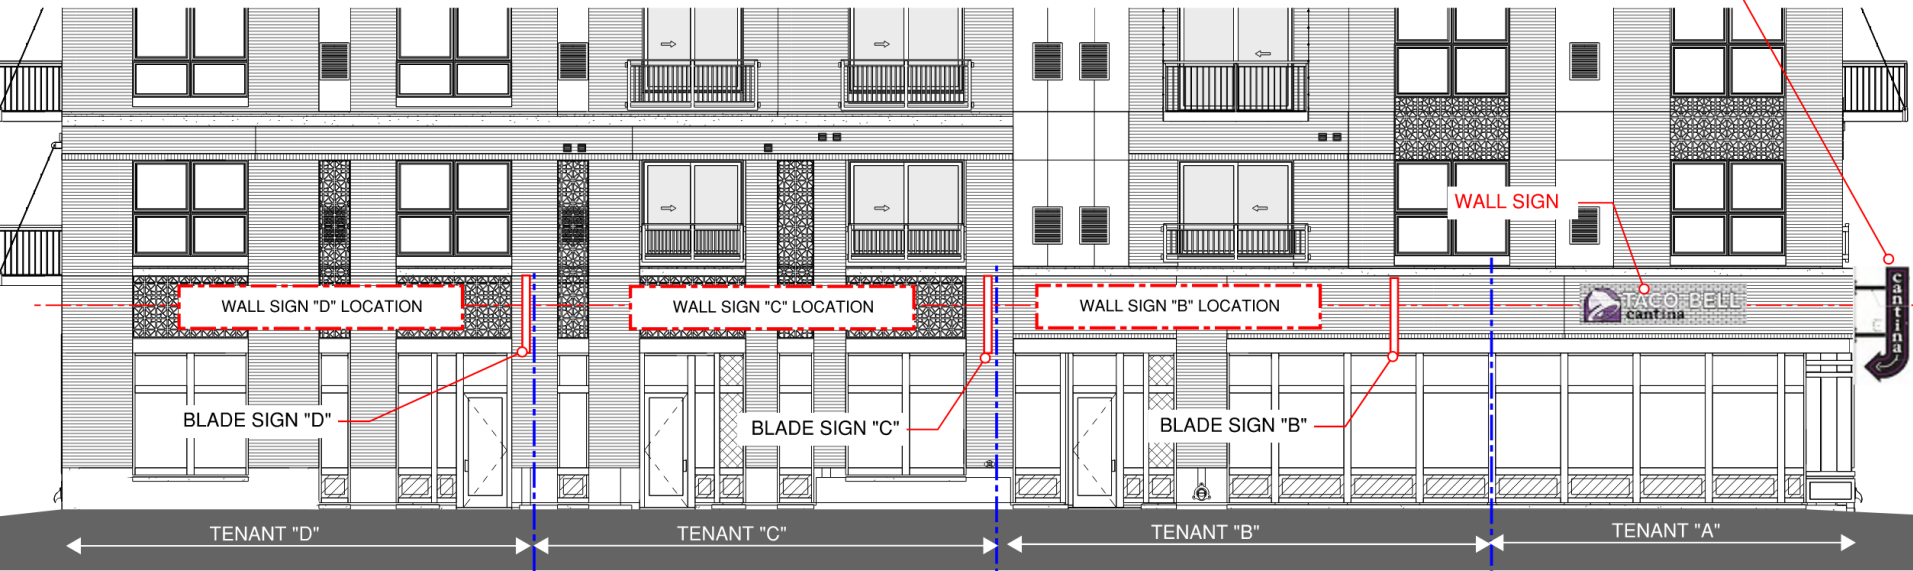 WALL SIGN
WALL SIGN "D" LOCATION
WALL SIGN "C" LOCATION
WALL SIGN "B" LOCATION
TACO BELL
cantina
cantina
BLADE SIGN "D"
BLADE SIGN "C"
BLADE SIGN "B"
TENANT "D"
TENANT "C"
TENANT "B"
TENANT "A"